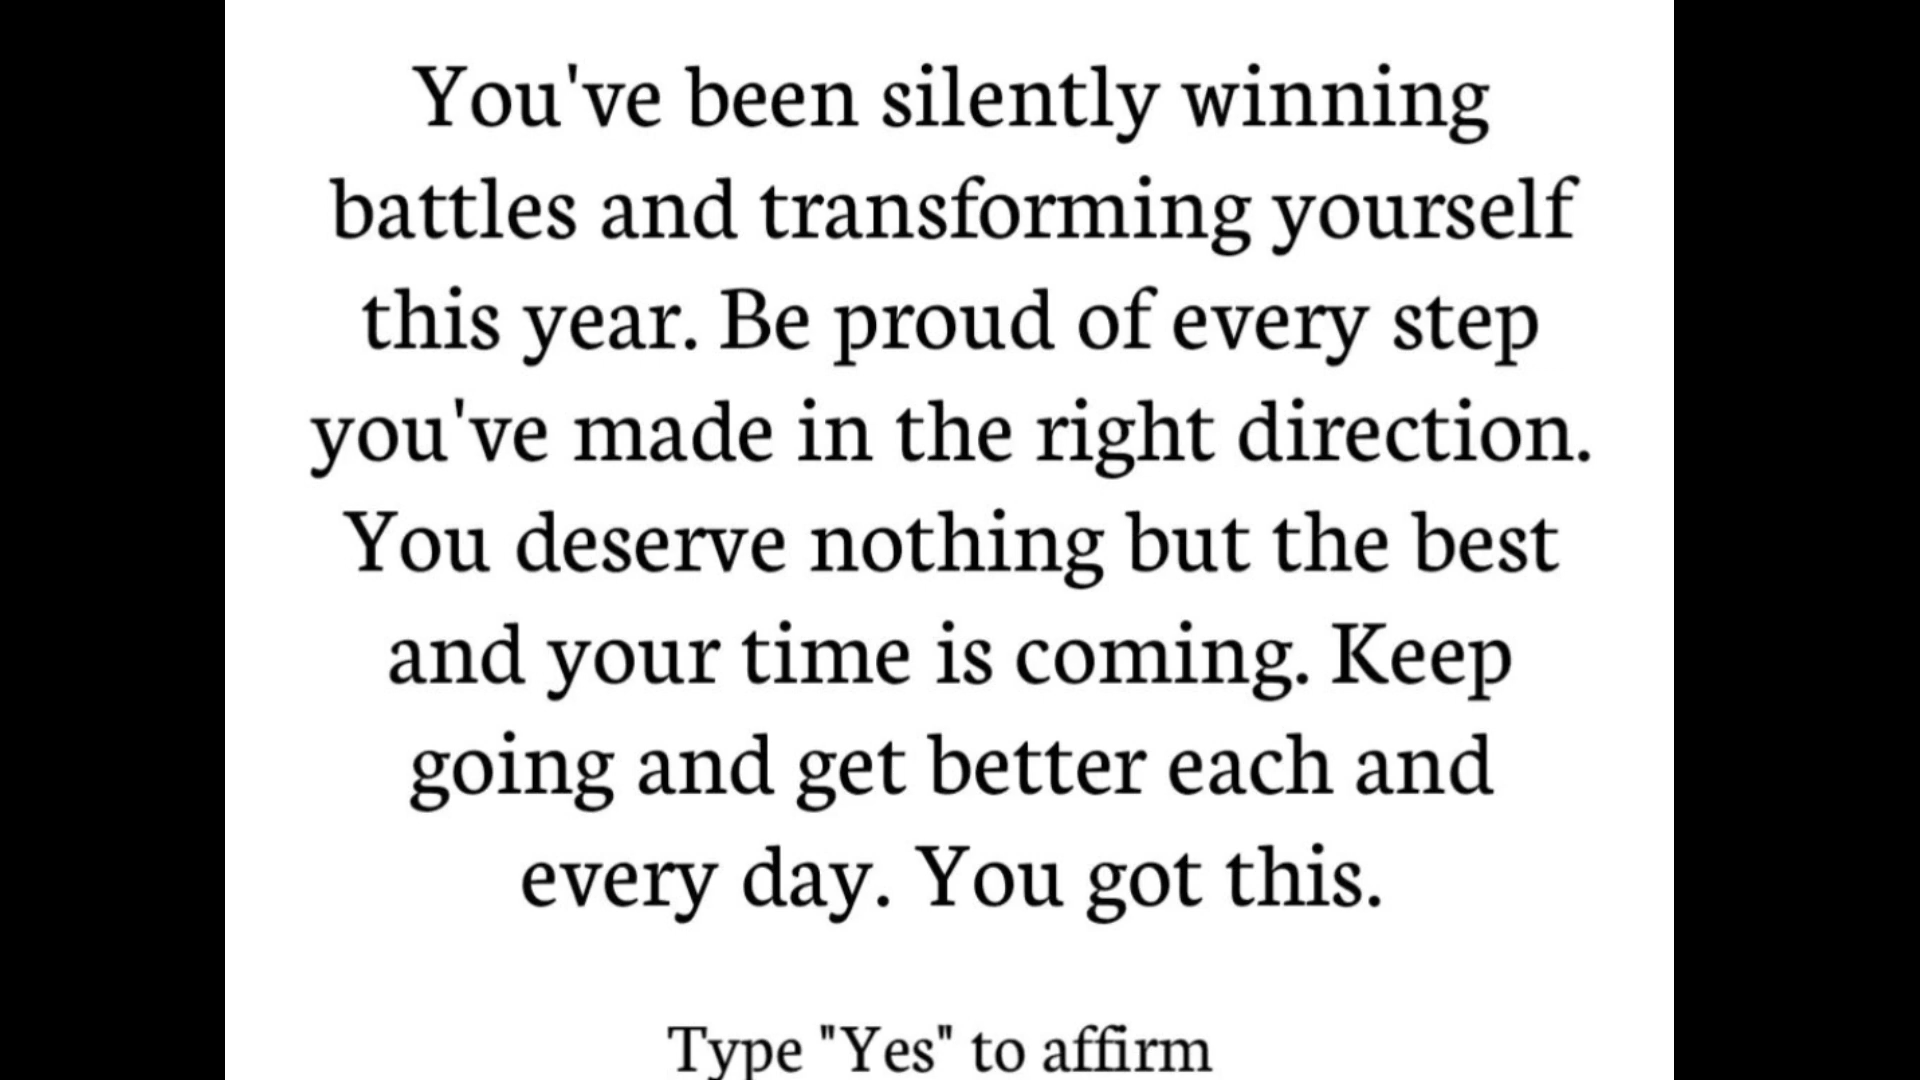 You've been silently winning
battles and transforming yourself
this year. Be proud of every step
you've made in the right direction.
You deserve nothing but the best
and your time is coming. Keep
going and get better each and
every day. You got this.
Type "Yes" to affirm